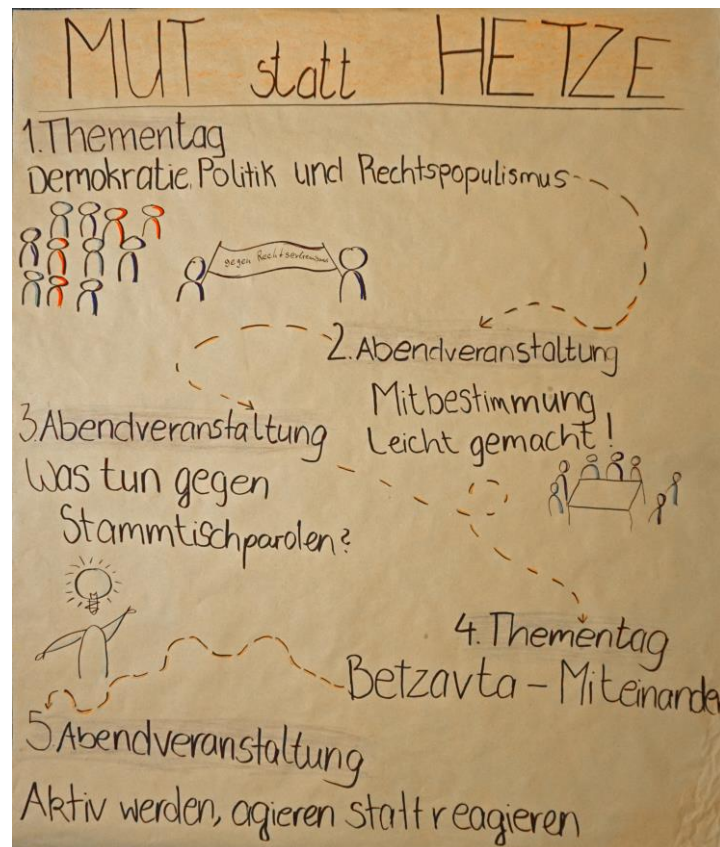 MUT statt HETZE
1. Thementag
Demokratie, Politik und Rechtspopulismus
gegen Rechtsextremismus
2. Abendveranstaltung
Mitbestimmung
Leicht gemacht!
3. Abendveranstaltung
Was tun gegen
Stammtischparolen?
4. Thementag
Betzavta – Miteinander
5. Abendveranstaltung
Aktiv werden, agieren statt reagieren